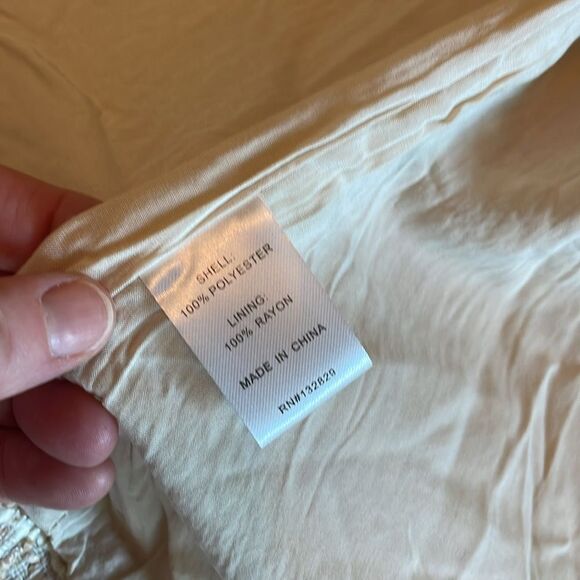 SHELL:
100% POLYESTER
LINING:
100% RAYON
MADE IN CHINA
RN#132829